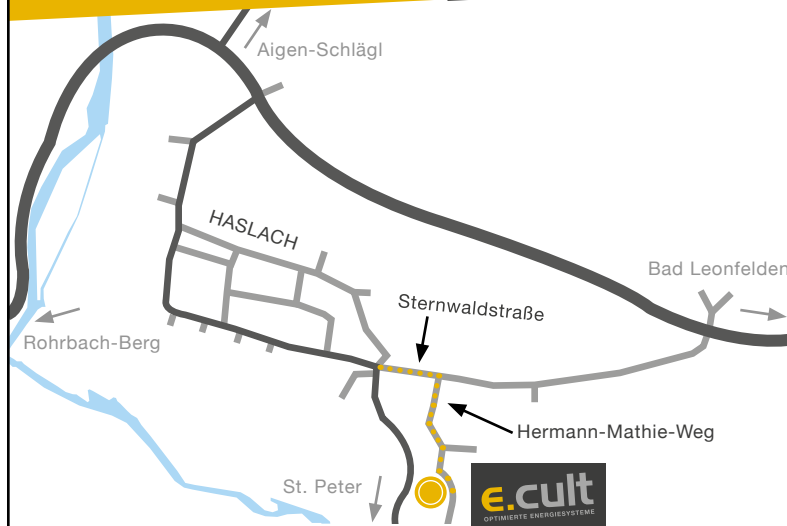 Aigen-Schlägl
HASLACH
Bad Leonfelden
Sternwaldstraße
Rohrbach-Berg
Hermann-Mathie-Weg
St. Peter
e.cult
OPTIMIERTE ENERGIESYSTEME